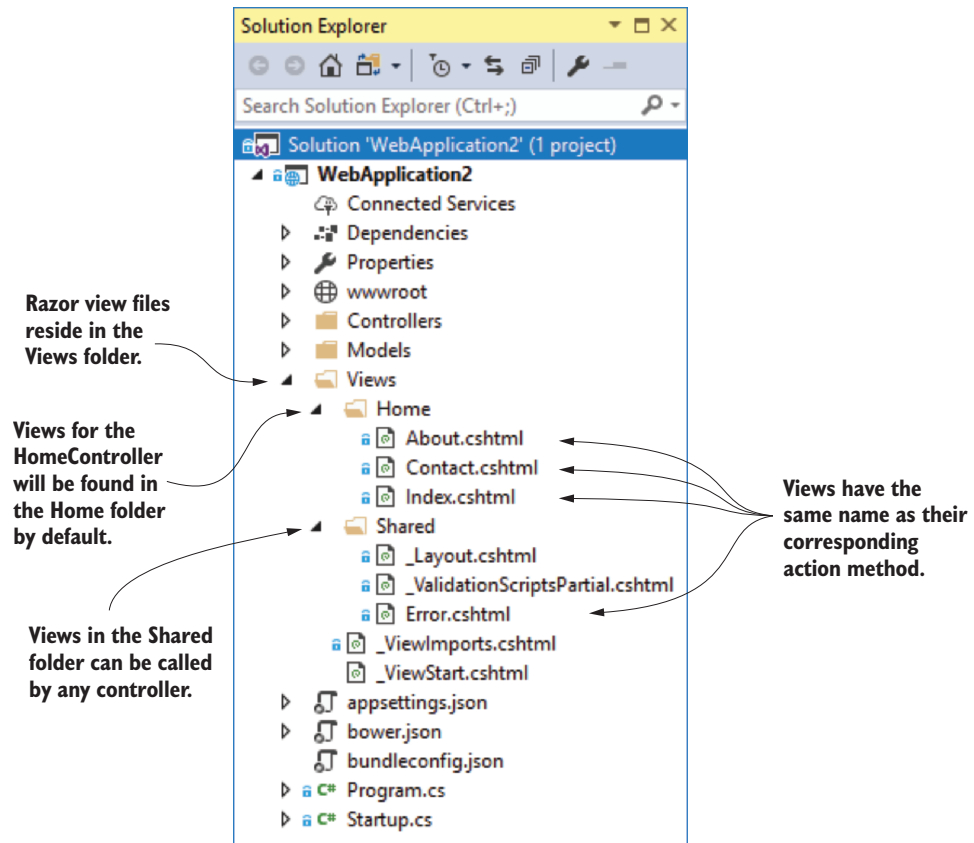 Solution Explorer
Search Solution Explorer (Ctrl+;)
Solution 'WebApplication2' (1 project)
WebApplication2
Connected Services
Dependencies
Properties
wwwroot
Controllers
Models
Views
Home
About.cshtml
Contact.cshtml
Index.cshtml
Shared
_Layout.cshtml
_ValidationScriptsPartial.cshtml
Error.cshtml
_ViewImports.cshtml
_ViewStart.cshtml
appsettings.json
bower.json
bundleconfig.json
C# Program.cs
C# Startup.cs
Razor view files
reside in the
Views folder.
Views for the
HomeController
will be found in
the Home folder
by default.
Views in the Shared
folder can be called
by any controller.
Views have the
same name as their
corresponding
action method.